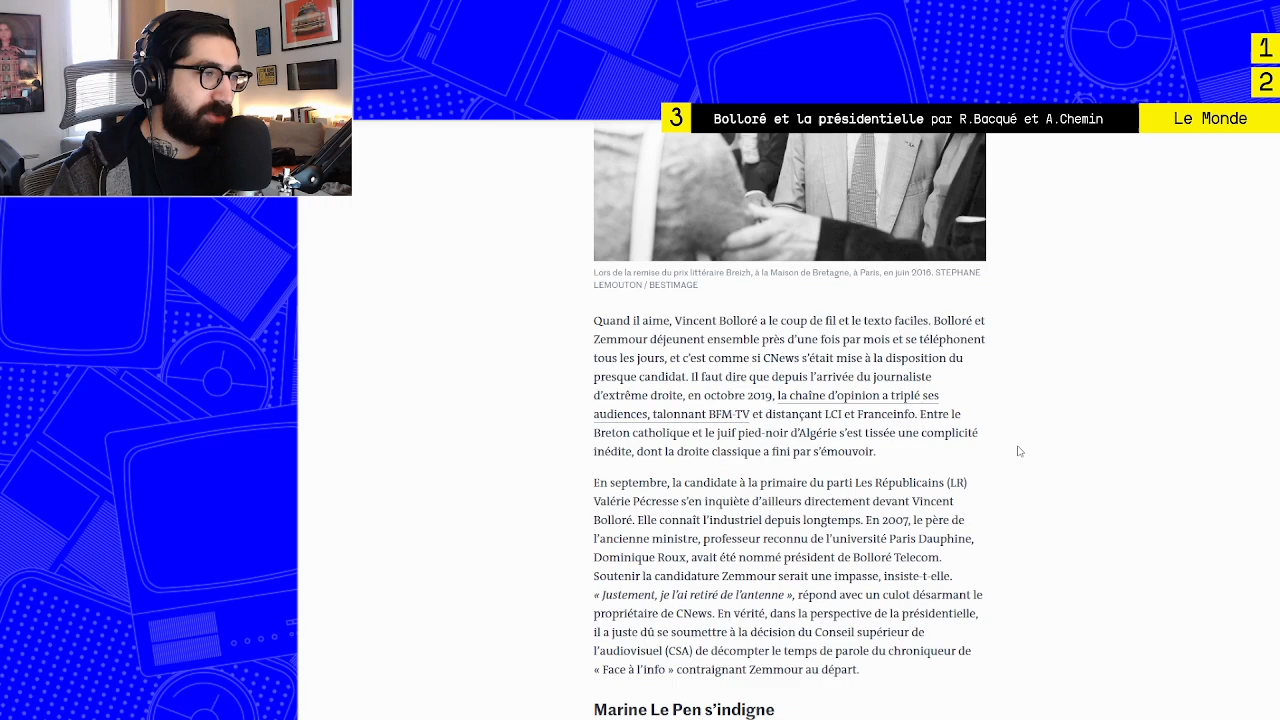 1
2
3 Bolloré et la présidentielle par R.Bacqué et A.Chemin Le Monde
Lors de la remise du prix littéraire Breizh, à la Maison de Bretagne, à Paris, en juin 2016. STEPHANE
LEMOUTON / BESTIMAGE
Quand il aime, Vincent Bolloré a le coup de fil et le texto faciles. Bolloré et
Zemmour déjeunent ensemble près d’une fois par mois et se téléphonent
tous les jours, et c’est comme si CNews s’était mise à la disposition du
presque candidat. Il faut dire que depuis l’arrivée du journaliste
d’extrême droite, en octobre 2019, la chaîne d’opinion a triplé ses
audiences, talonnant BFM-TV et distançant LCI et Franceinfo. Entre le
Breton catholique et le juif pied-noir d’Algérie s’est tissée une complicité
inédite, dont la droite classique a fini par s’émouvoir.
En septembre, la candidate à la primaire du parti Les Républicains (LR)
Valérie Pécresse s’en inquiète d’ailleurs directement devant Vincent
Bolloré. Elle connaît l’industriel depuis longtemps. En 2007, le père de
l’ancienne ministre, professeur reconnu de l’université Paris Dauphine,
Dominique Roux, avait été nommé président de Bolloré Telecom.
Soutenir la candidature Zemmour serait une impasse, insiste-t-elle.
« Justement, je l’ai retiré de l’antenne », répond avec un culot désarmant le
propriétaire de CNews. En vérité, dans la perspective de la présidentielle,
il a juste dû se soumettre à la décision du Conseil supérieur de
l’audiovisuel (CSA) de décompter le temps de parole du chroniqueur de
« Face à l’info » contraignant Zemmour au départ.
Marine Le Pen s’indigne